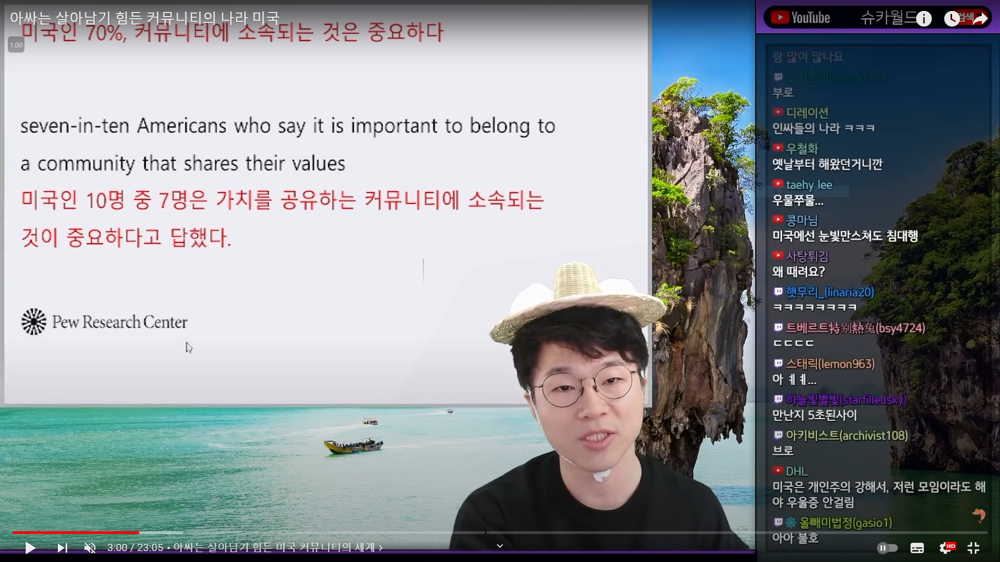 아싸는 살아남기 힘든 커뮤니티의 나라 미국
미국인 70%, 커뮤니티에 소속되는 것은 중요하다
1.00
seven-in-ten Americans who say it is important to belong to
a community that shares their values
미국인 10명 중 7명은 가치를 공유하는 커뮤니티에 소속되는
것이 중요하다고 답했다.
Pew Research Center
YouTube 슈카월드 검색
람 많이 많나요
부로
디레이션
인싸들의 나라 ㅋㅋㅋ
우철화
옛날부터 해왔던거니깐
taehy lee
우물쭈물...
콩마님
미국에선 눈빛만스쳐도 침대행
사탕튀김
왜 때려요?
햇무리_(linaria20)
ㅋㅋㅋㅋㅋㅋㅋㅋ
트베르트特别熱兔(bsy4724)
ㄷㄷㄷㄷ
스태릭(lemon963)
아 ㅖㅖ...
하늘빛별빛(starfilledsky)
만난지 5초된사이
아키비스트(archivist108)
브로
DHL
미국은 개인주의 강해서, 저런 모임이라도 해
야 우울증 안걸림
올빼미법정(gasio1)
아아 불호
3:00 / 23:05 • 아싸는 살아남기 힘든 미국 커뮤니티의 세계
HD